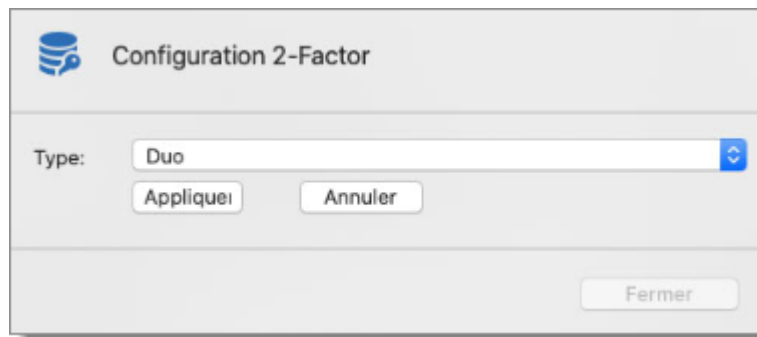 Configuration 2-Factor
Type: Duo
Appliquer Annuler
Fermer